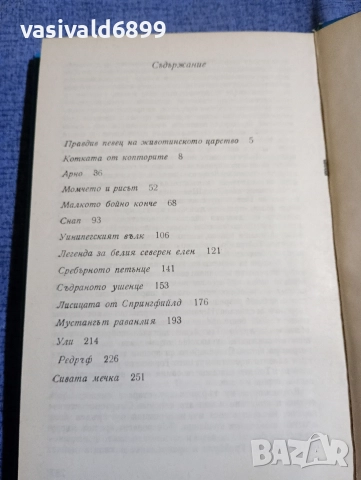 vasivald6899
Съдържание
Правдив певец на животинското царство 5
Котката от копторите 8
Арно 36
Момчето и рисът 52
Малкото бойно конче 68
Снап 93
Уинипегският вълк 106
Легенда за белия северен елен 121
Сребърното петънце 141
Съдраното ушенце 153
Лисицата от Спрингфийлд 176
Мустангът раванлия 193
Ули 214
Редръф 226
Сивата мечка 251
BAZAR